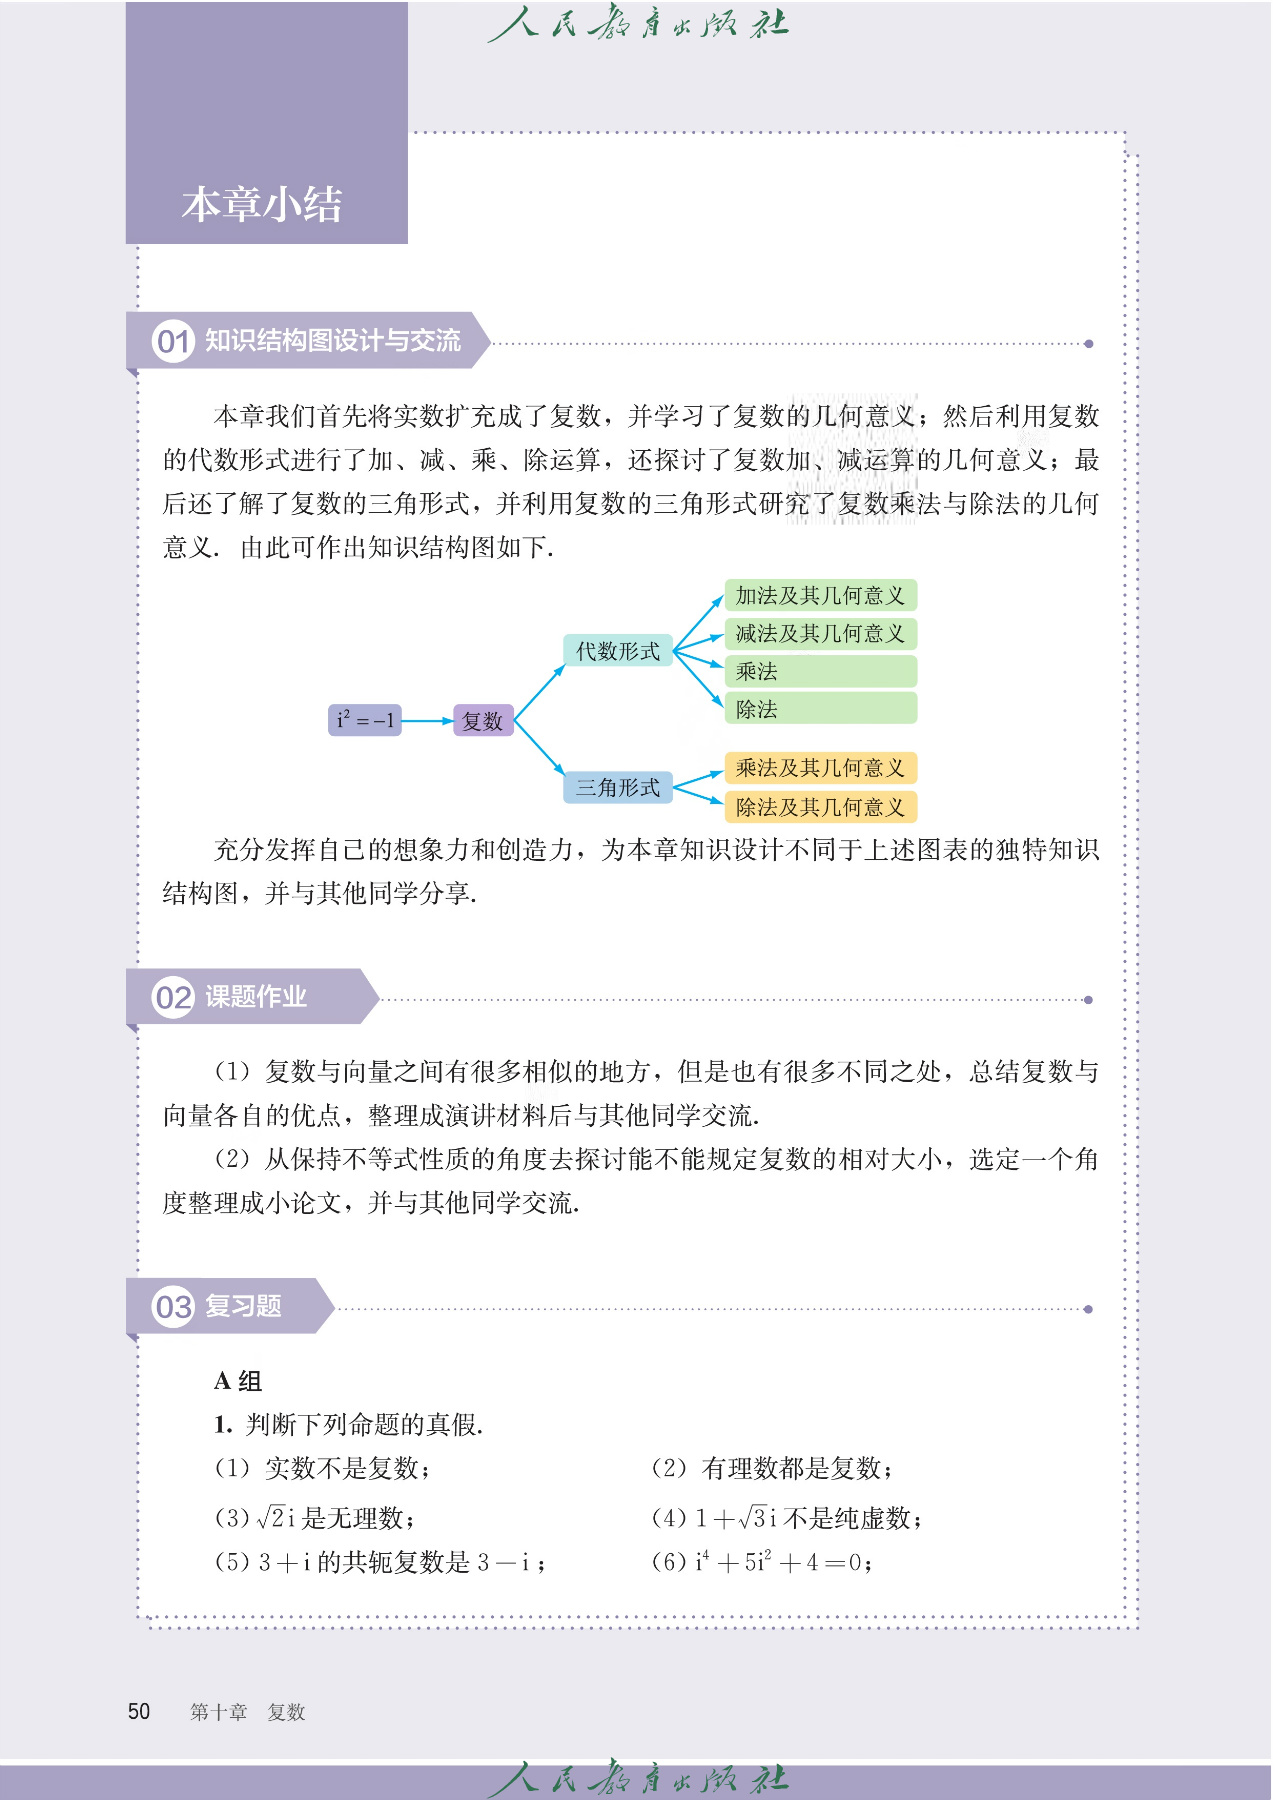 人民教育出版社
本章小结
01 知识结构图设计与交流
本章我们首先将实数扩充成了复数，并学习了复数的几何意义；然后利用复数
的代数形式进行了加、减、乘、除运算，还探讨了复数加、减运算的几何意义；最
后还了解了复数的三角形式，并利用复数的三角形式研究了复数乘法与除法的几何
意义．由此可作出知识结构图如下．
加法及其几何意义
代数形式
减法及其几何意义
乘法
除法
i²=−1
复数
乘法及其几何意义
三角形式
除法及其几何意义
充分发挥自己的想象力和创造力，为本章知识设计不同于上述图表的独特知识
结构图，并与其他同学分享．
02 课题作业
（1）复数与向量之间有很多相似的地方，但是也有很多不同之处，总结复数与
向量各自的优点，整理成演讲材料后与其他同学交流．
（2）从保持不等式性质的角度去探讨能不能规定复数的相对大小，选定一个角
度整理成小论文，并与其他同学交流．
03 复习题
A 组
1. 判断下列命题的真假．
（1）实数不是复数； （2）有理数都是复数；
（3）√2i 是无理数； （4）1＋√3i 不是纯虚数；
（5）3＋i 的共轭复数是 3－i； （6）i⁴＋5i²＋4＝0；
50 第十章 复数
人民教育出版社